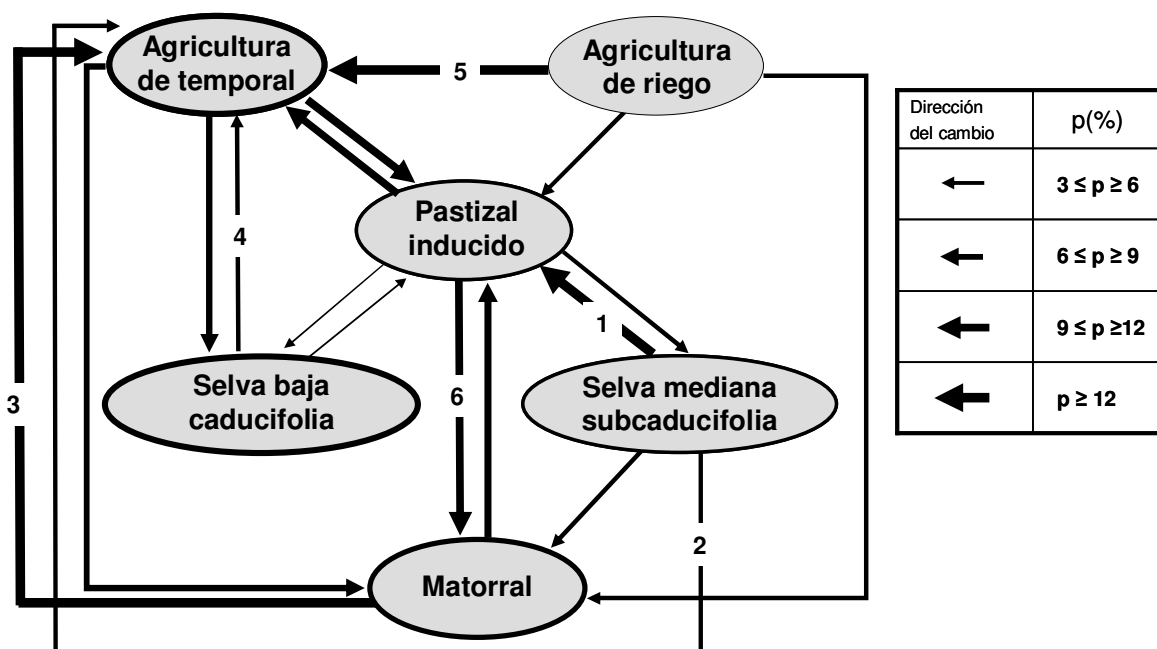 Agricultura
de temporal
5
Agricultura
de riego
Dirección
del cambio
p(%)
3 ≤ p ≥ 6
6 ≤ p ≥ 9
9 ≤ p ≥12
p ≥ 12
Pastizal
inducido
4
1
3
Selva baja
caducifolia
6
Selva mediana
subcaducifolia
2
Matorral